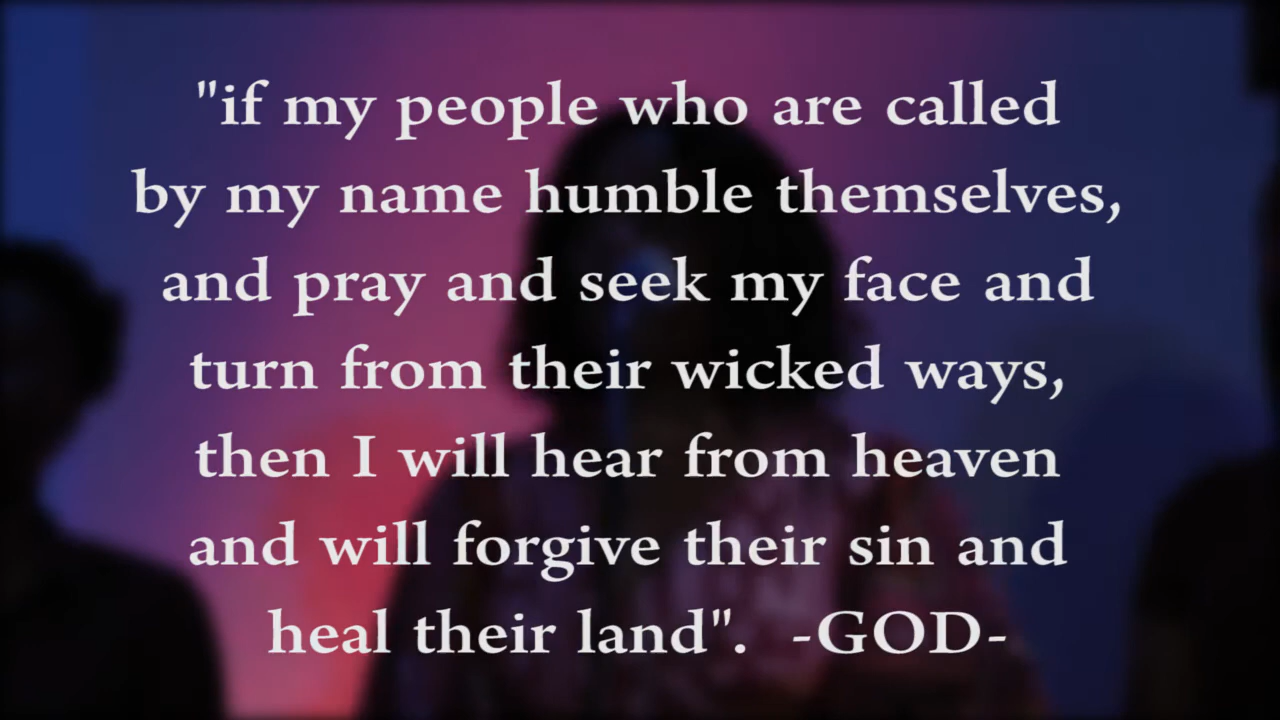 "if my people who are called
by my name humble themselves,
and pray and seek my face and
turn from their wicked ways,
then I will hear from heaven
and will forgive their sin and
heal their land".  -GOD-